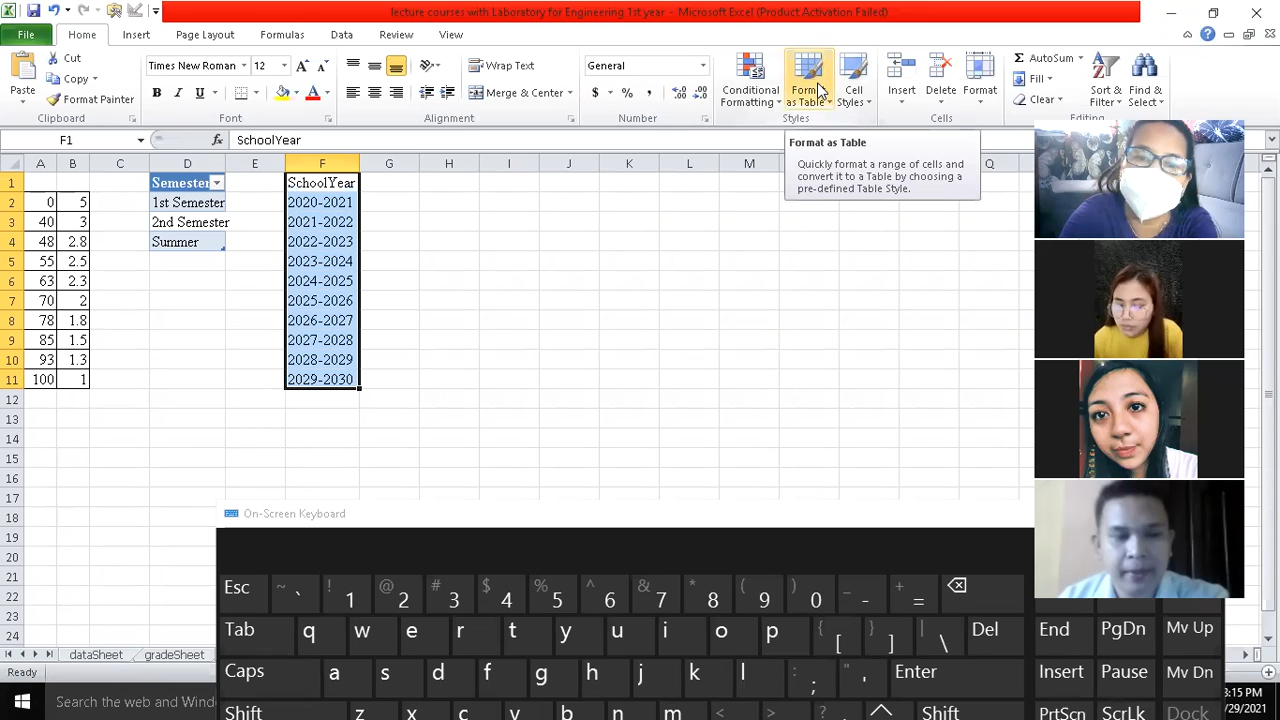 lecture courses with Laboratory for Engineering 1st year - Microsoft Excel (Product Activation Failed)
File Home Insert Page Layout Formulas Data Review View
Paste
Cut
Copy
Format Painter
Clipboard
Times New Roman 12
B I U
Font
Wrap Text
Merge & Center
Alignment
General
$ % ,
Number
Conditional Formatting
Format as Table
Cell Styles
Styles
Insert Delete Format
Cells
AutoSum
Fill
Clear
Sort & Filter
Find & Select
Editing
F1 fx SchoolYear
Format as Table
Quickly format a range of cells and
convert it to a Table by choosing a
pre-defined Table Style.
A B C D E F G H I J K L M Q
1 Semester SchoolYear
2 0 5 1st Semester 2020-2021
3 40 3 2nd Semester 2021-2022
4 48 2.8 Summer 2022-2023
5 55 2.5 2023-2024
6 63 2.3 2024-2025
7 70 2 2025-2026
8 78 1.8 2026-2027
9 85 1.5 2027-2028
10 93 1.3 2028-2029
11 100 1 2029-2030
12
13
14
15
16
17
18
19
20
21
22
23
24
dataSheet gradeSheet
Ready
On-Screen Keyboard
Esc ~ ` ! 1 @ 2 # 3 $ 4 % 5 ^ 6 & 7 * 8 ( 9 ) 0 _ - + =
Tab q w e r t y u i o p { [ } ] | \ Del End PgDn Mv Up
Caps a s d f g h j k l : ; " ' Enter Insert Pause Mv Dn
Shift z x c v b n m < > ? Shift PrtScn ScrLk Dock
Search the web and Wind
3:15 PM
/29/2021